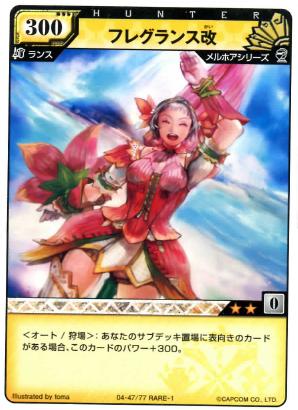 HUNTER
300
フレグランス改
かい
ランス
メルホアシリーズ
0
<オート / 狩場>：あなたのサブデッキ置場に表向きのカード
がある場合、このカードのパワー+300。
Illustrated by toma
04-47/77 RARE-1
©CAPCOM CO., LTD.